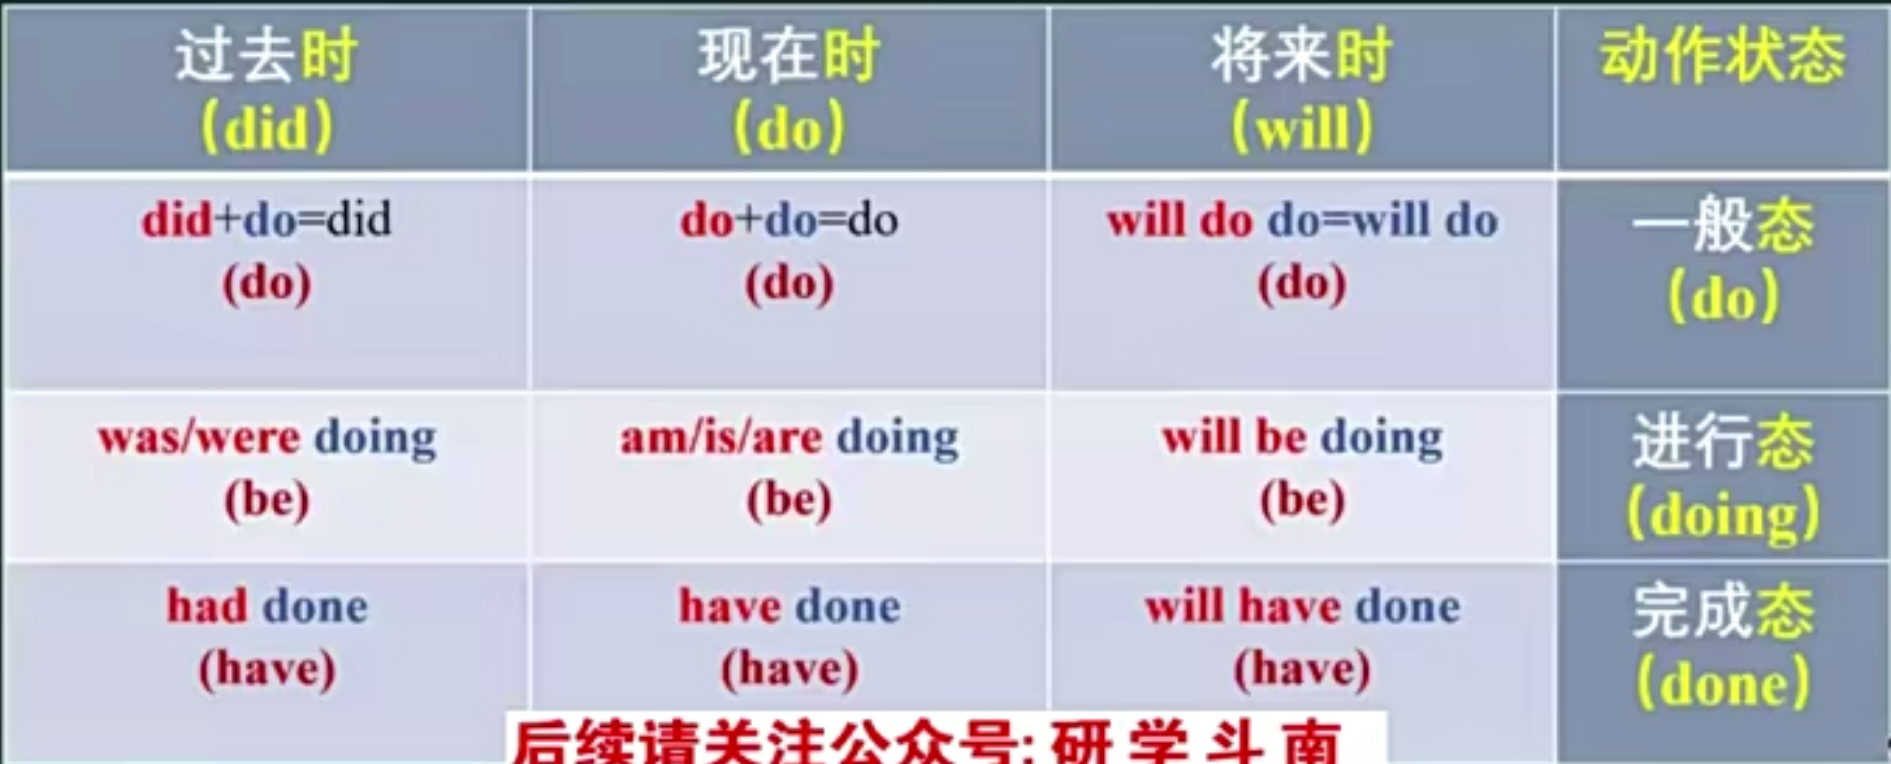 过去时 现在时 将来时 动作状态
(did) (do) (will)
did+do=did do+do=do will do do=will do 一般态
(do) (do) (do) (do)
was/were doing am/is/are doing will be doing 进行态
(be) (be) (be) (doing)
had done have done will have done 完成态
(have) (have) (have) (done)
后续请关注公众号: 研学斗南